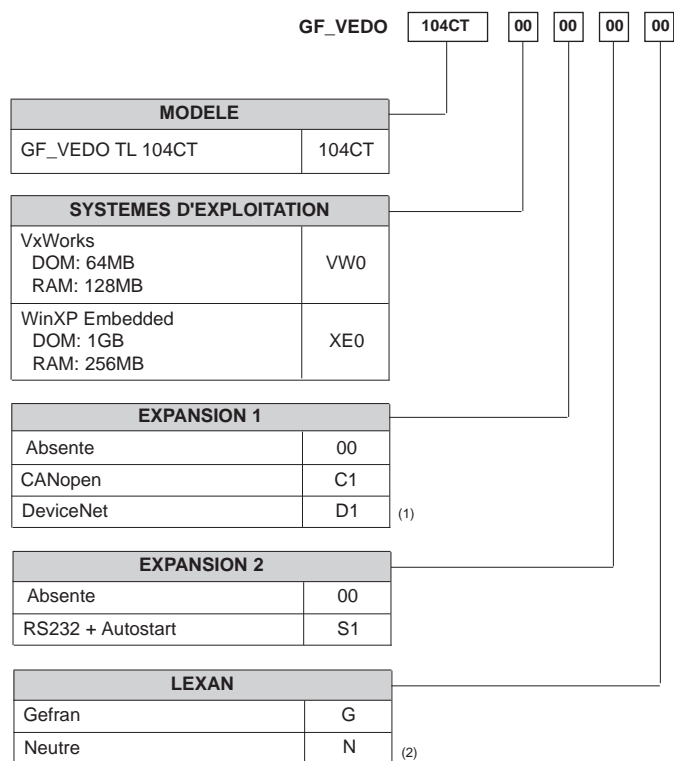 GF_VEDO 104CT 00 00 00 00
MODELE
GF_VEDO TL 104CT 104CT
SYSTEMES D'EXPLOITATION
VxWorks
DOM: 64MB VW0
RAM: 128MB
WinXP Embedded
DOM: 1GB XE0
RAM: 256MB
EXPANSION 1
Absente 00
CANopen C1
DeviceNet D1 (1)
EXPANSION 2
Absente 00
RS232 + Autostart S1
LEXAN
Gefran G
Neutre N (2)